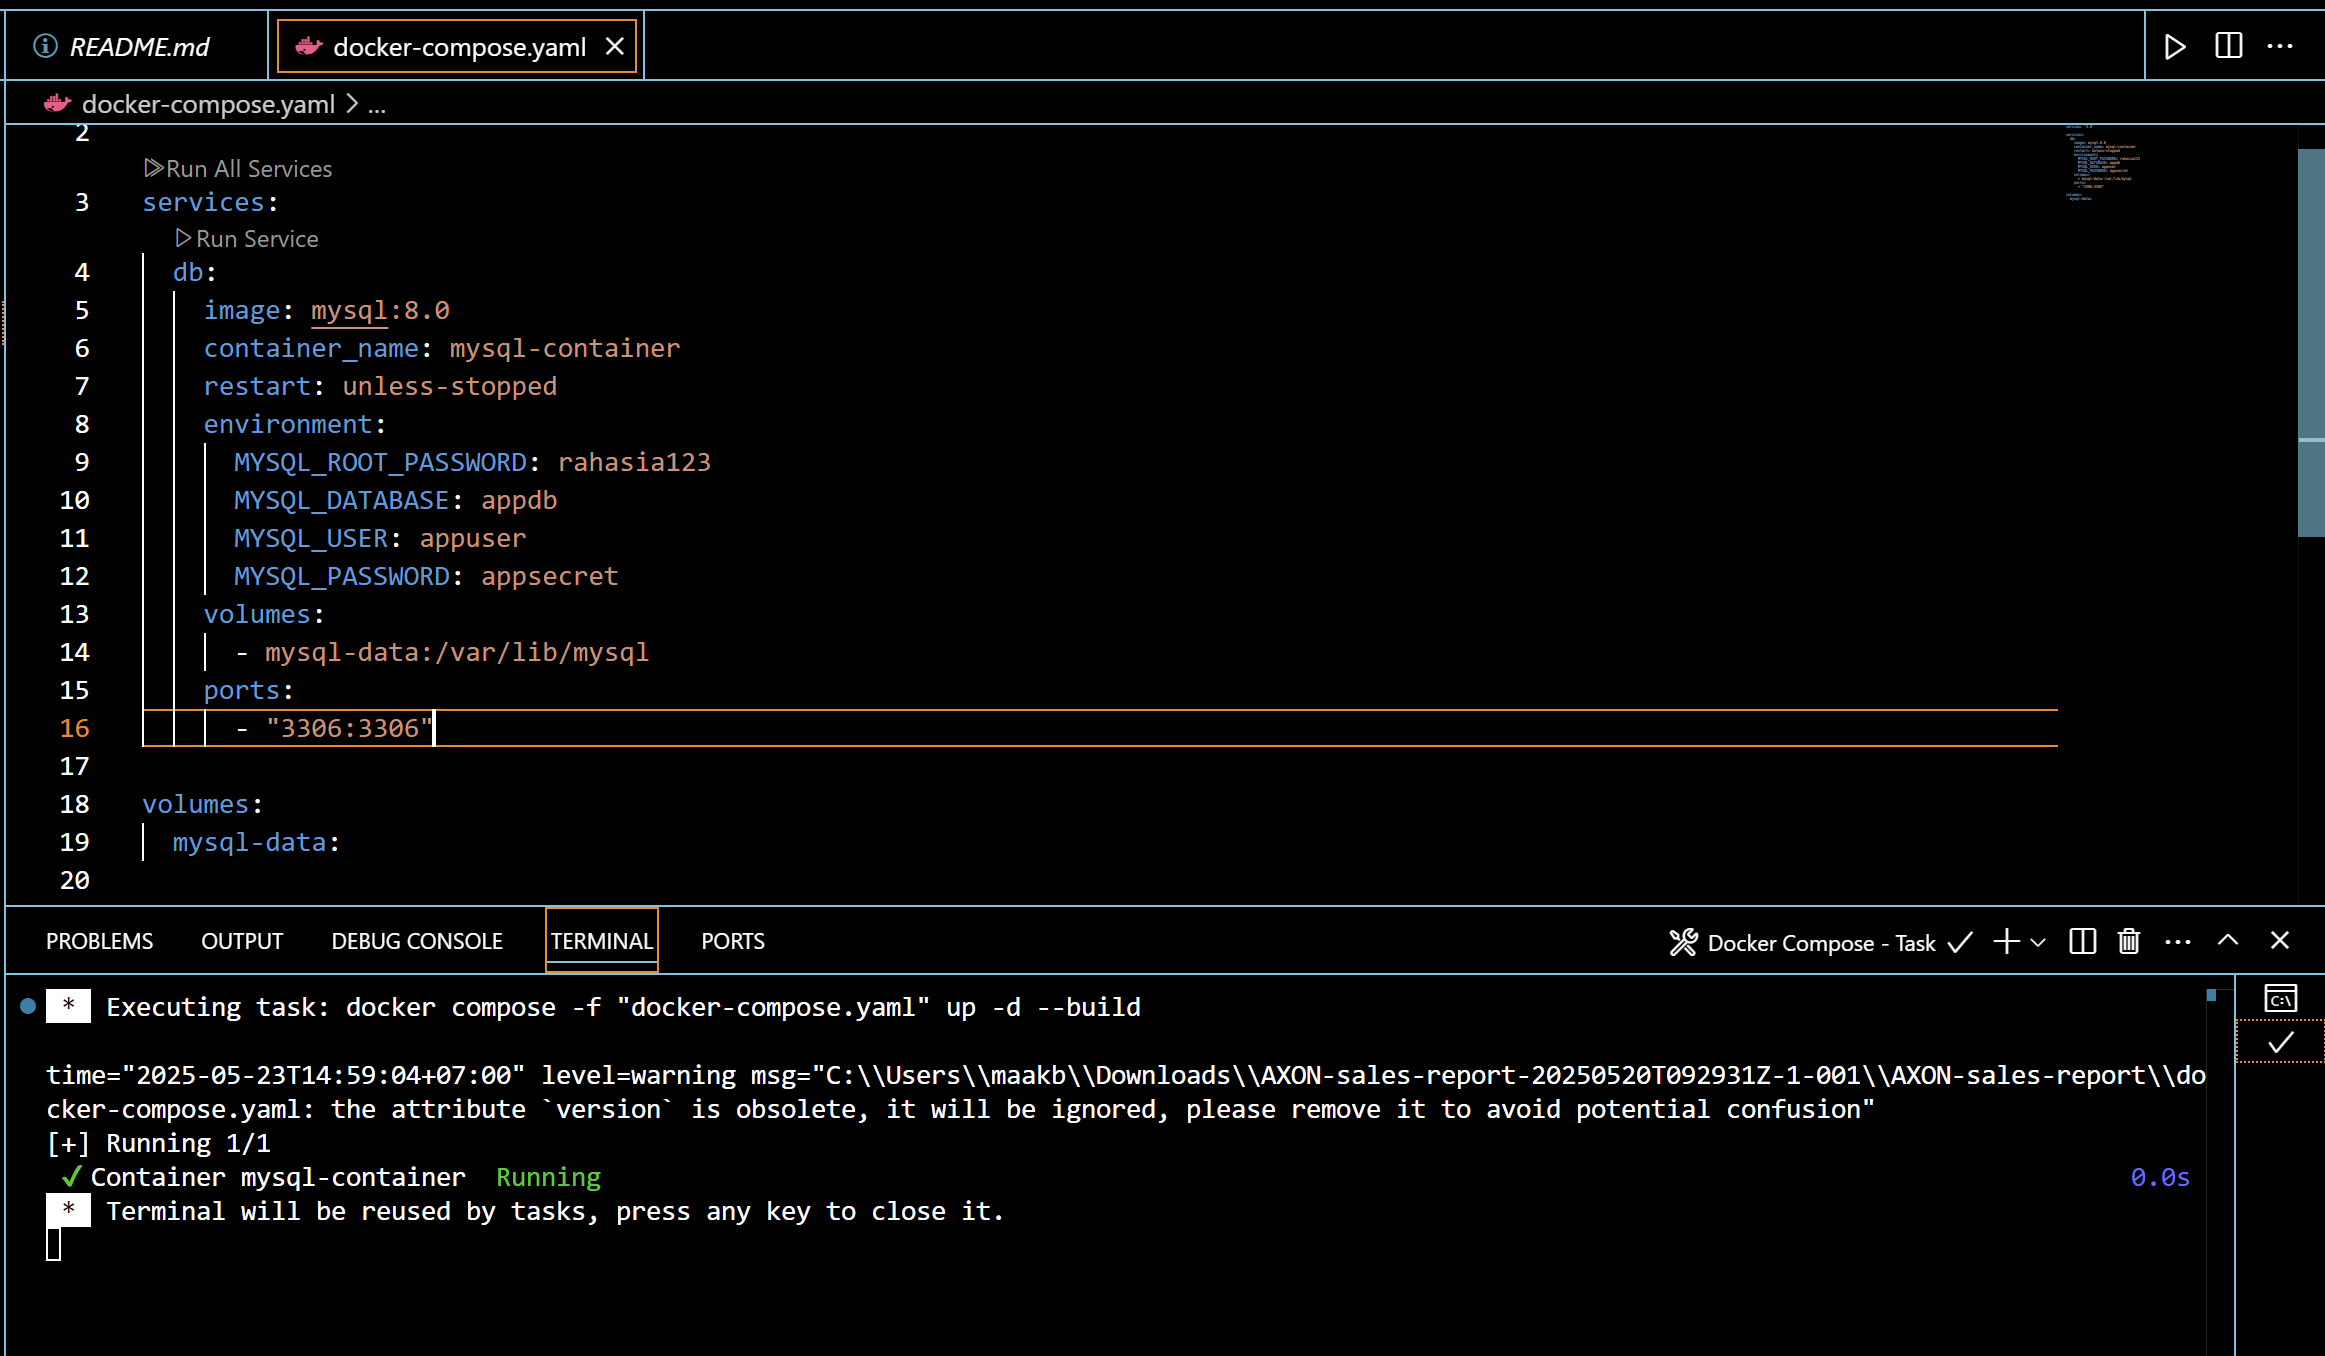 README.md
docker-compose.yaml
docker-compose.yaml > ...
2
Run All Services
3 services:
Run Service
4 db:
5 image: mysql:8.0
6 container_name: mysql-container
7 restart: unless-stopped
8 environment:
9 MYSQL_ROOT_PASSWORD: rahasia123
10 MYSQL_DATABASE: appdb
11 MYSQL_USER: appuser
12 MYSQL_PASSWORD: appsecret
13 volumes:
14 - mysql-data:/var/lib/mysql
15 ports:
16 - "3306:3306"
17
18 volumes:
19 mysql-data:
20
PROBLEMS OUTPUT DEBUG CONSOLE TERMINAL PORTS Docker Compose - Task
* Executing task: docker compose -f "docker-compose.yaml" up -d --build
time="2025-05-23T14:59:04+07:00" level=warning msg="C:\\Users\\maakb\\Downloads\\AXON-sales-report-20250520T092931Z-1-001\\AXON-sales-report\\do
cker-compose.yaml: the attribute `version` is obsolete, it will be ignored, please remove it to avoid potential confusion"
[+] Running 1/1
✓ Container mysql-container Running 0.0s
* Terminal will be reused by tasks, press any key to close it.